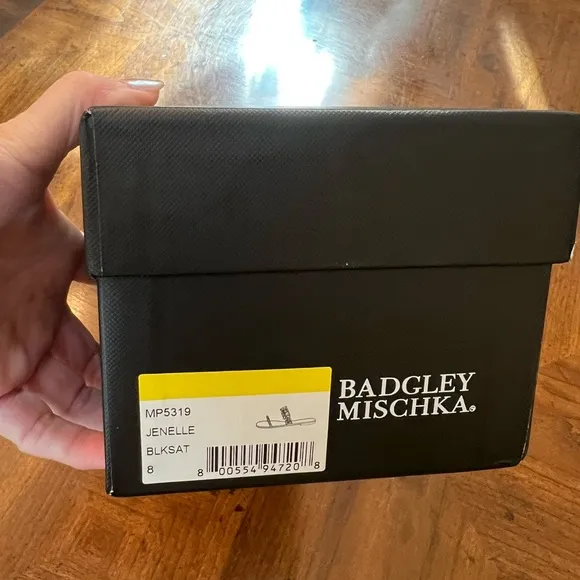 MP5319
JENELLE
BLKSAT
8
8 00554 94720 8
BADGLEY
MISCHKA.